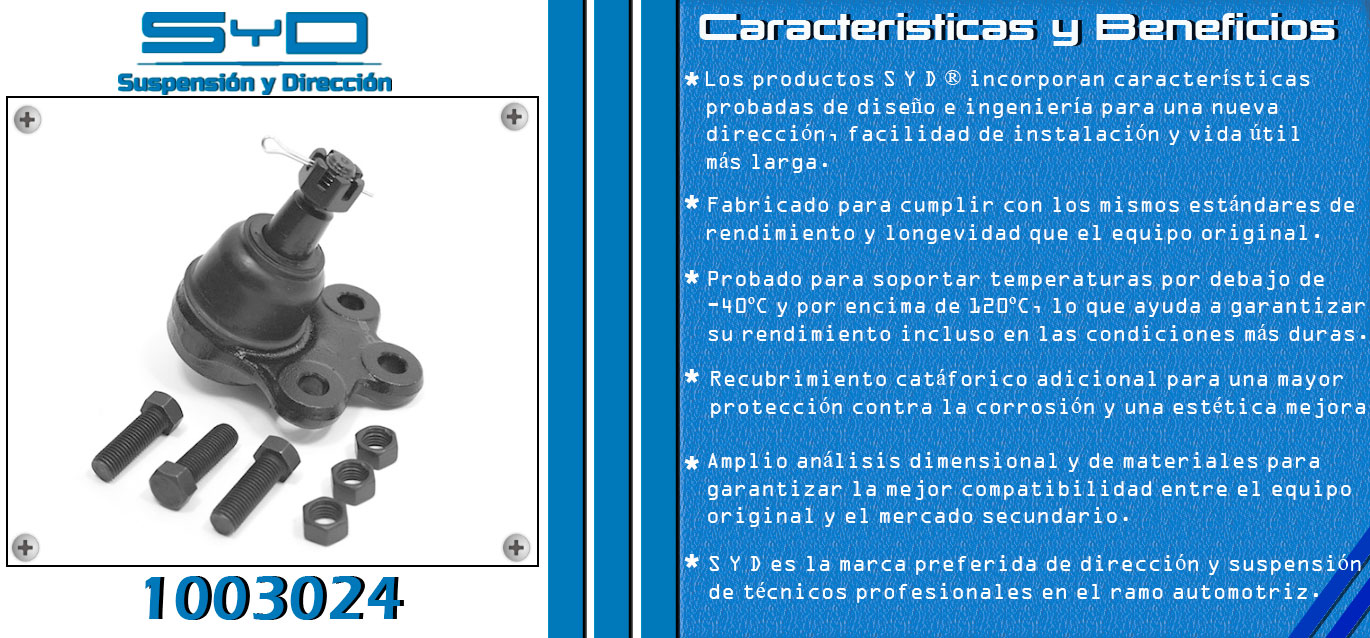 SYD
Suspensión y Dirección
1003024
Caracteristicas y Beneficios
* Los productos S Y D ® incorporan características
probadas de diseño e ingeniería para una nueva
dirección, facilidad de instalación y vida útil
más larga.
* Fabricado para cumplir con los mismos estándares de
rendimiento y longevidad que el equipo original.
* Probado para soportar temperaturas por debajo de
-40°C y por encima de 120°C, lo que ayuda a garantizar
su rendimiento incluso en las condiciones más duras.
* Recubrimiento catáforico adicional para una mayor
protección contra la corrosión y una estética mejora
* Amplio análisis dimensional y de materiales para
garantizar la mejor compatibilidad entre el equipo
original y el mercado secundario.
* S Y D es la marca preferida de dirección y suspensión
de técnicos profesionales en el ramo automotriz.